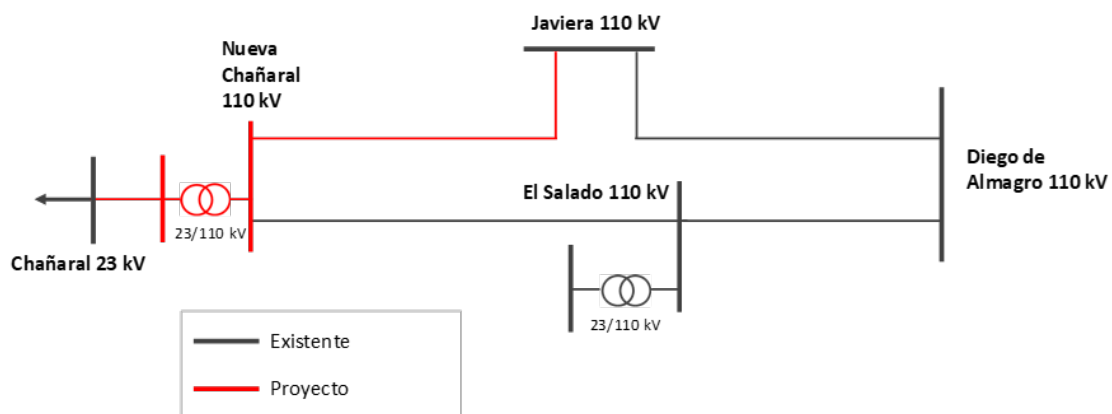 Javiera 110 kV
Nueva
Chañaral
110 kV
Diego de
Almagro 110 kV
El Salado 110 kV
23/110 kV
Chañaral 23 kV
23/110 kV
Existente
Proyecto